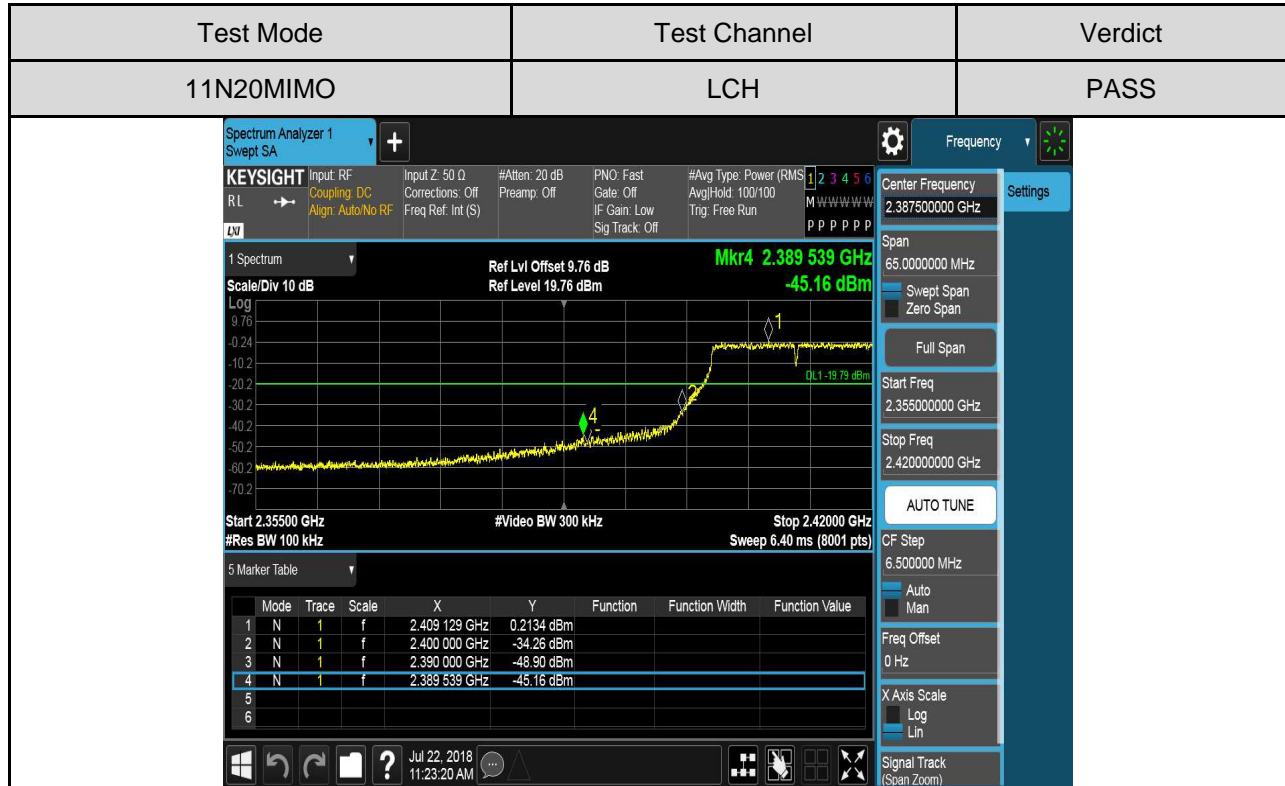 Test Mode Test Channel Verdict
11N20MIMO LCH PASS
Spectrum Analyzer 1
Swept SA
+
Frequency
KEYSIGHT
RL
LXI
Input: RF
Coupling: DC
Align: Auto/No RF
Input Z: 50 Ω
Corrections: Off
Freq Ref: Int (S)
#Atten: 20 dB
Preamp: Off
PNO: Fast
Gate: Off
IF Gain: Low
Sig Track: Off
#Avg Type: Power (RMS
Avg|Hold: 100/100
Trig: Free Run
1 2 3 4 5 6
M W W W W W
P P P P P P
Center Frequency
2.387500000 GHz
Settings
1 Spectrum
Scale/Div 10 dB
Ref Lvl Offset 9.76 dB
Ref Level 19.76 dBm
Mkr4 2.389 539 GHz
-45.16 dBm
Log
9.76
-0.24
-10.2
-20.2
-30.2
-40.2
-50.2
-60.2
-70.2
1
DL1 -19.79 dBm
2
4
Start 2.35500 GHz
#Res BW 100 kHz
#Video BW 300 kHz
Stop 2.42000 GHz
Sweep 6.40 ms (8001 pts)
Span
65.0000000 MHz
Swept Span
Zero Span
Full Span
Start Freq
2.355000000 GHz
Stop Freq
2.420000000 GHz
AUTO TUNE
CF Step
6.500000 MHz
Auto
Man
Freq Offset
0 Hz
X Axis Scale
Log
Lin
Signal Track
(Span Zoom)
5 Marker Table
Mode Trace Scale X Y Function Function Width Function Value
1 N 1 f 2.409 129 GHz 0.2134 dBm
2 N 1 f 2.400 000 GHz -34.26 dBm
3 N 1 f 2.390 000 GHz -48.90 dBm
4 N 1 f 2.389 539 GHz -45.16 dBm
5
6
?
Jul 22, 2018
11:23:20 AM